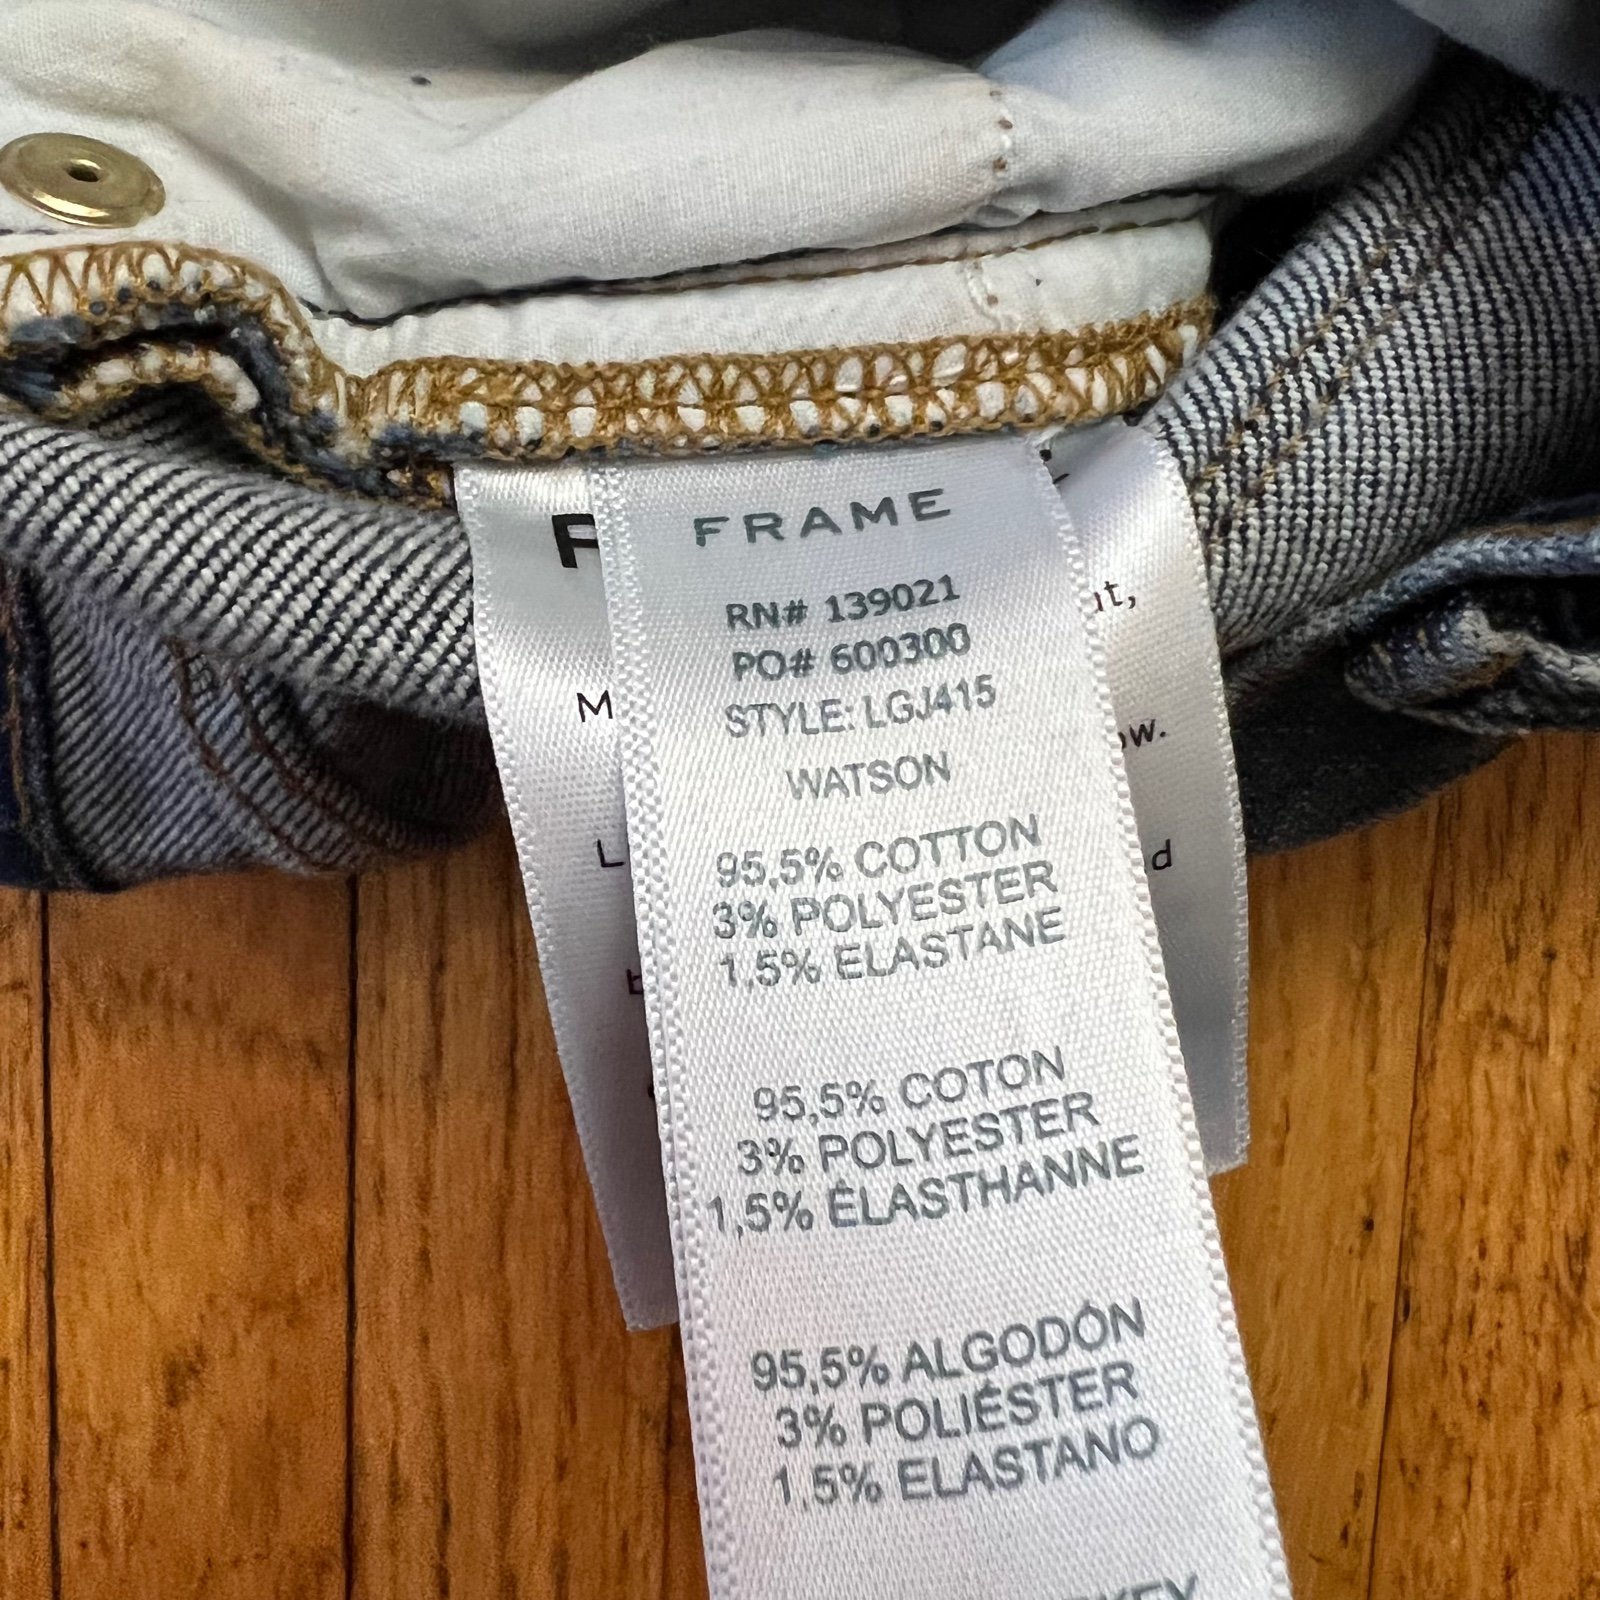 FRAME
RN# 139021
PO# 600300
STYLE: LGJ415
WATSON
95,5% COTTON
3% POLYESTER
1,5% ELASTANE
95,5% COTON
3% POLYESTER
1,5% ÉLASTHANNE
95,5% ALGODÓN
3% POLIÉSTER
1,5% ELASTANO